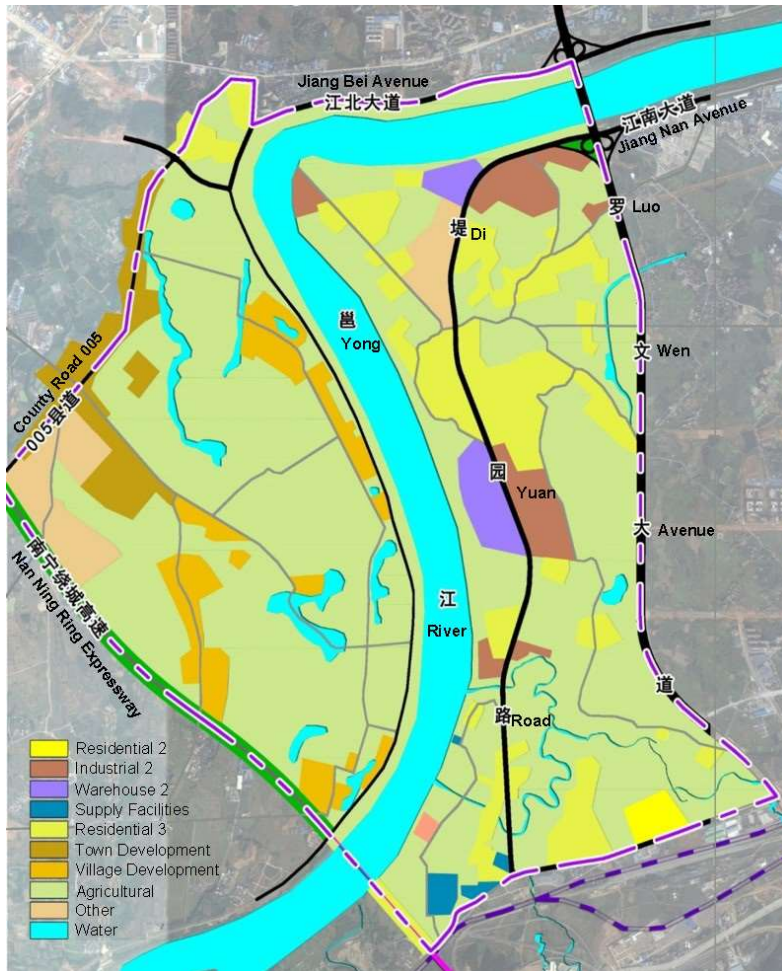 Jiang Bei Avenue
江北大道
江南大道
Jiang Nan Avenue
罗 Luo
堤 Di
邕
Yong
文 Wen
County Road 005
005县道
园
Yuan
大 Avenue
南宁绕城高速
Nan Ning Ring Expressway
江
River
道
路 Road
Residential 2
Industrial 2
Warehouse 2
Supply Facilities
Residential 3
Town Development
Village Development
Agricultural
Other
Water